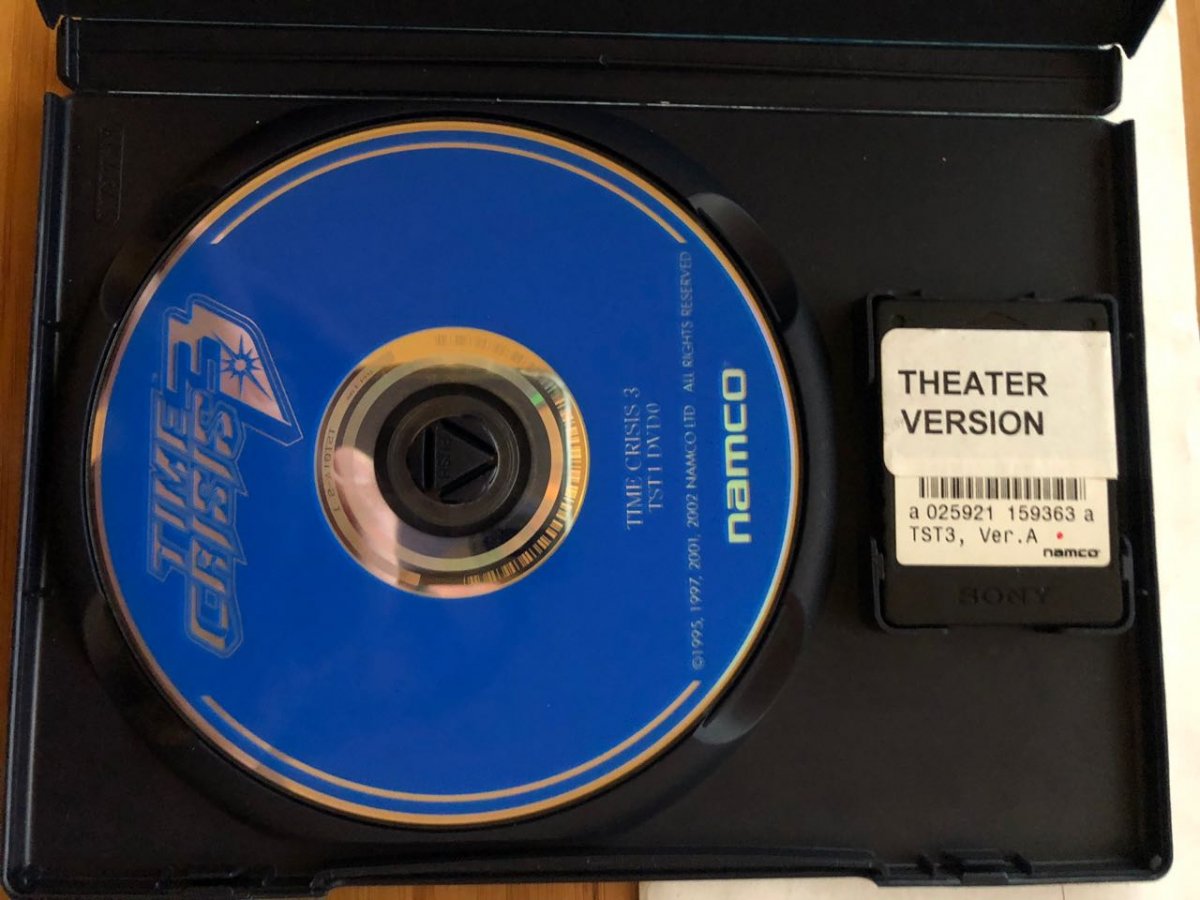 TIME
CRISIS 3
TIME CRISIS 3
TST1 DVD0
©1995, 1997, 2001, 2002 NAMCO LTD ALL RIGHTS RESERVED
namco
THEATER
VERSION
a 025921 159363 a
TST3, Ver.A
namco
SONY